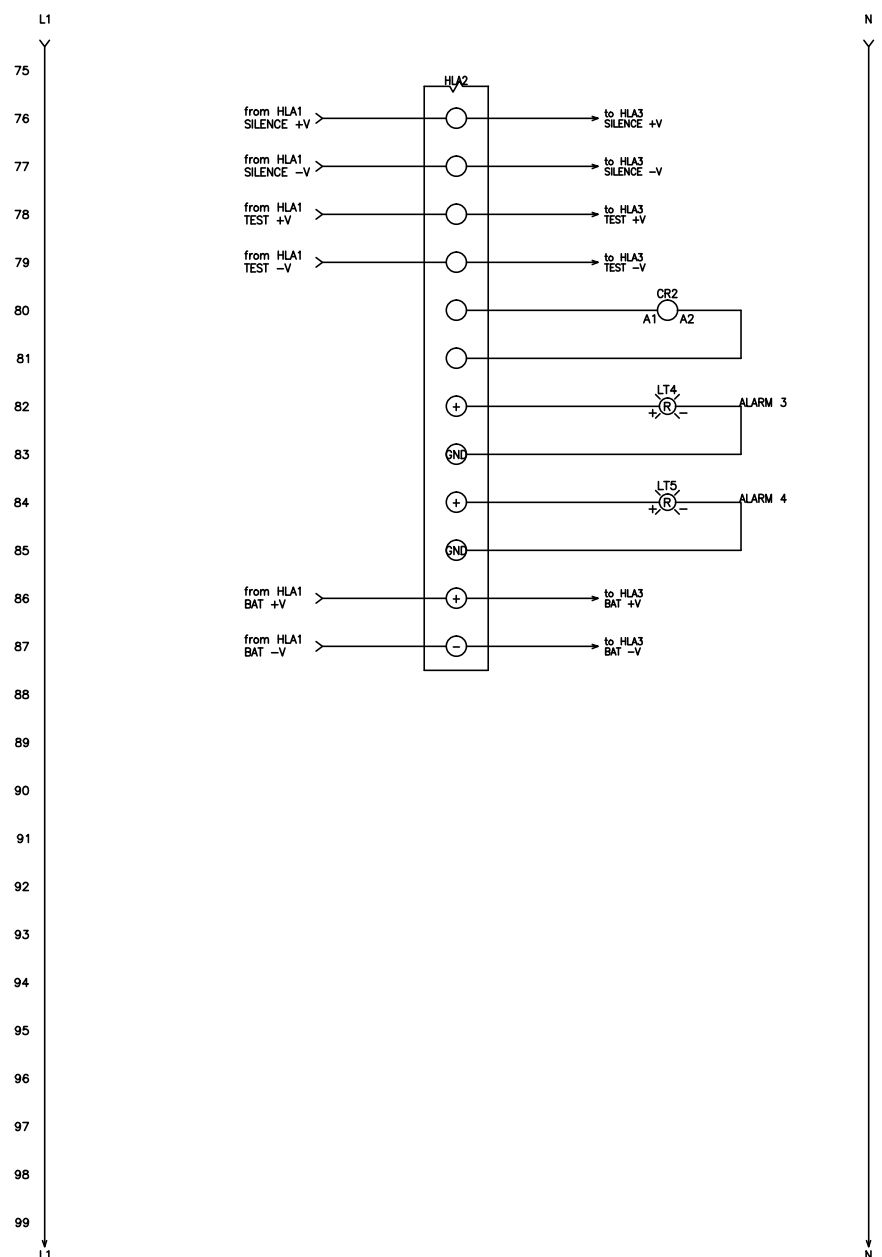 L1 N
75
HLA2
76 from HLA1 to HLA3
SILENCE +V SILENCE +V
77 from HLA1 to HLA3
SILENCE −V SILENCE −V
78 from HLA1 to HLA3
TEST +V TEST +V
79 from HLA1 to HLA3
TEST −V TEST −V
CR2
80
A1 A2
81
LT4
82 + R ALARM 3
+ −
83 GND
LT5
84 + R ALARM 4
+ −
85 GND
86 from HLA1 + to HLA3
BAT +V BAT +V
87 from HLA1 − to HLA3
BAT −V BAT −V
88
89
90
91
92
93
94
95
96
97
98
99
L1 N